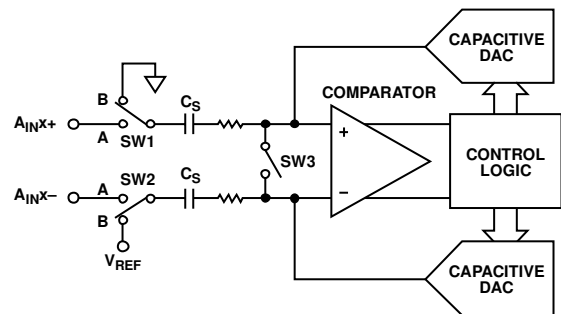 CAPACITIVE
DAC
COMPARATOR
B
CS
AINX+
A
SW1
+
SW3
CONTROL
LOGIC
SW2
CS
AINX–
A
–
B
VREF
CAPACITIVE
DAC